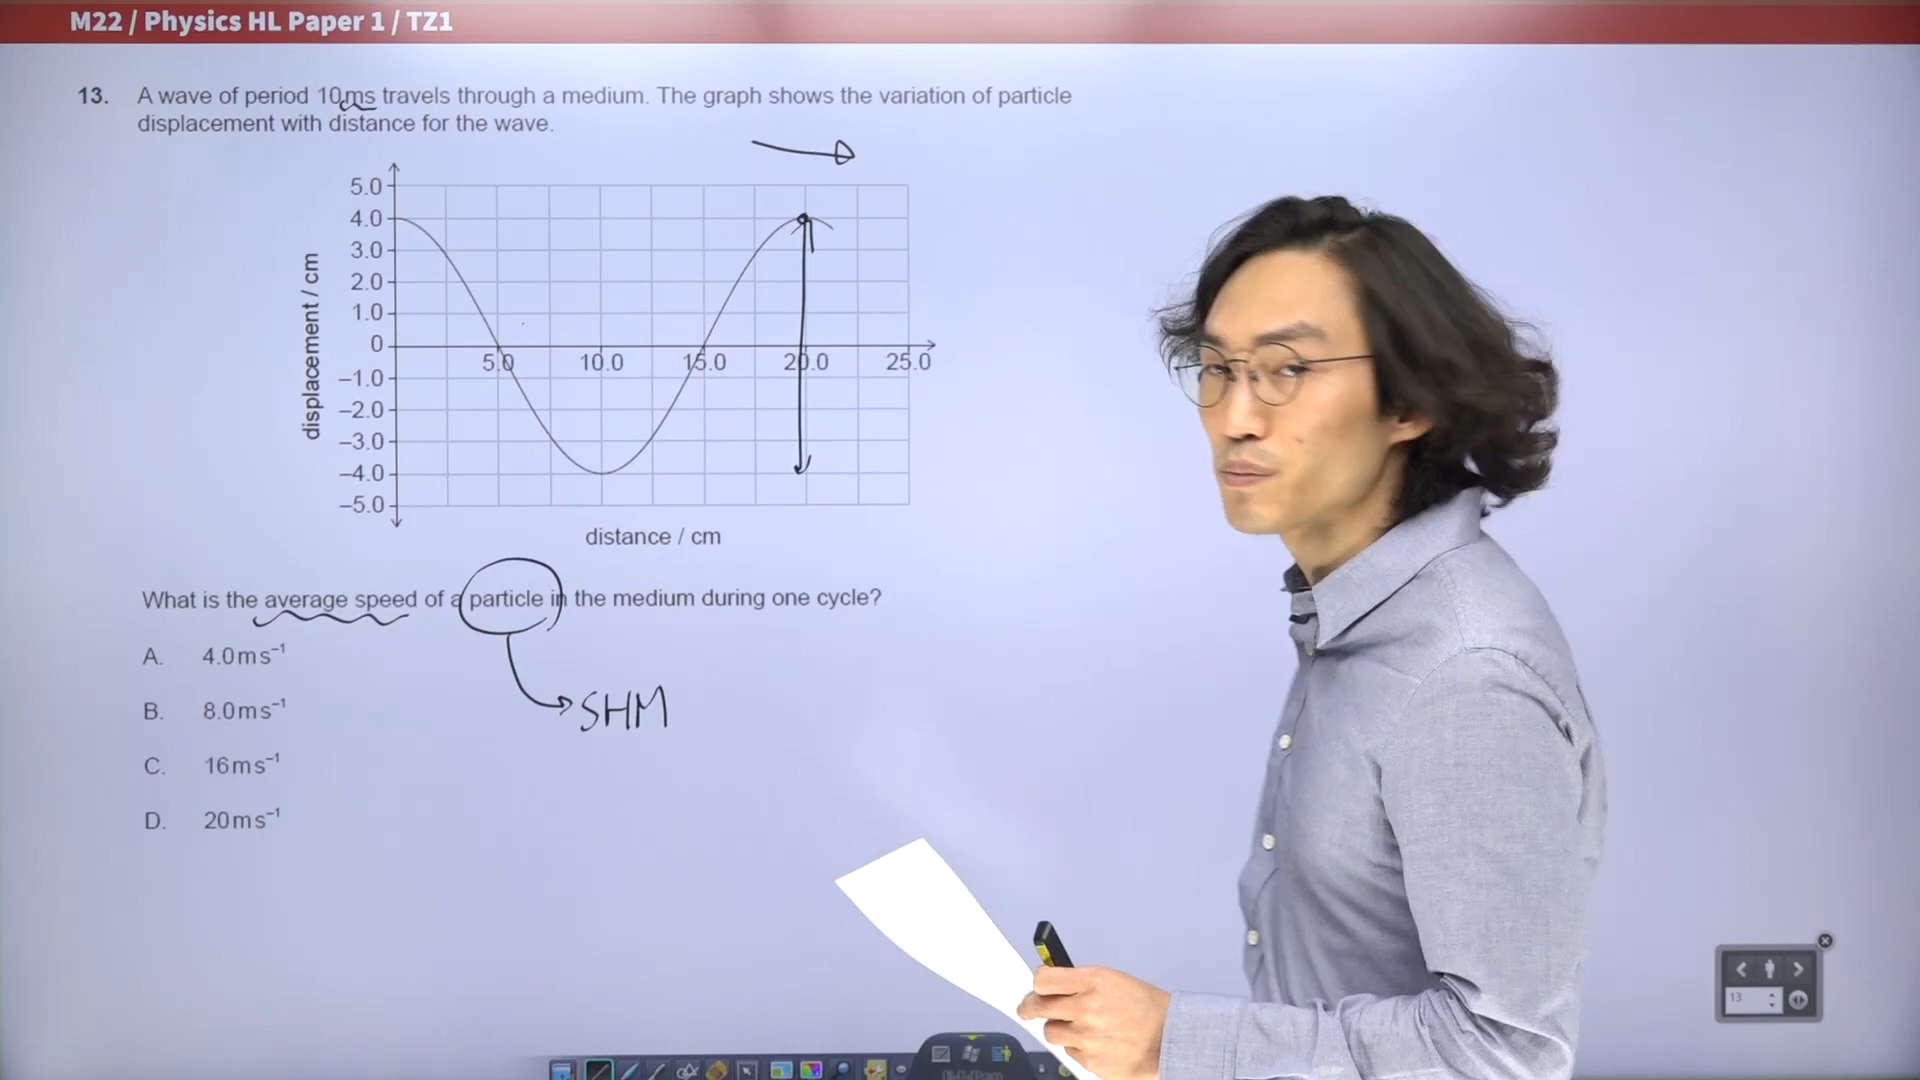 M22 / Physics HL Paper 1 / TZ1
13. A wave of period 10 ms travels through a medium. The graph shows the variation of particle
displacement with distance for the wave.
5.0
4.0
3.0
2.0
1.0
0
–1.0
–2.0
–3.0
–4.0
–5.0
5.0 10.0 15.0 20.0 25.0
displacement / cm
distance / cm
What is the average speed of a particle in the medium during one cycle?
A. 4.0 m s⁻¹
SHM
B. 8.0 m s⁻¹
C. 16 m s⁻¹
D. 20 m s⁻¹
13